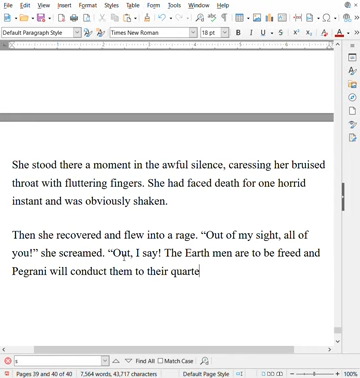 File Edit View Insert Format Styles Table Form Tools Window Help
Default Paragraph Style Times New Roman 18 pt
She stood there a moment in the awful silence, caressing her bruised
throat with fluttering fingers. She had faced death for one horrid
instant and was obviously shaken.
Then she recovered and flew into a rage. “Out of my sight, all of
you!” she screamed. “Out, I say! The Earth men are to be freed and
Pegrani will conduct them to their quarte
s Find All Match Case
Pages 39 and 40 of 40 7,564 words, 43,717 characters Default Page Style 100%